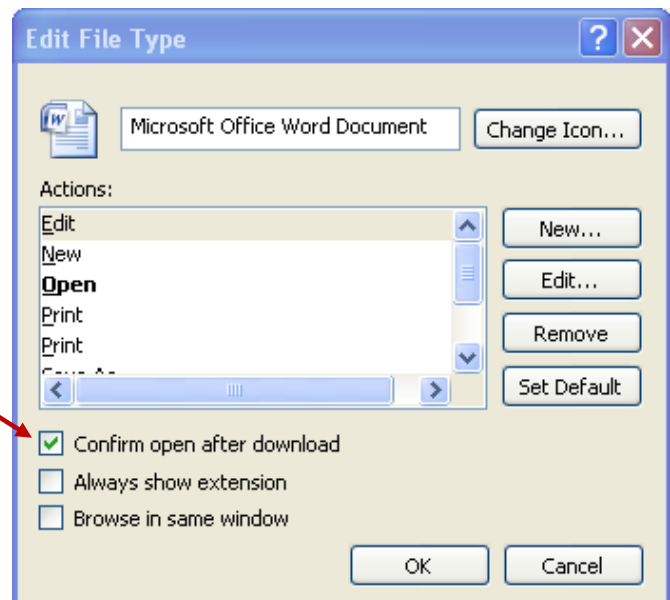 Edit File Type
Microsoft Office Word Document
Change Icon...
Actions:
Edit
New
Open
Print
Print
New...
Edit...
Remove
Set Default
Confirm open after download
Always show extension
Browse in same window
OK
Cancel